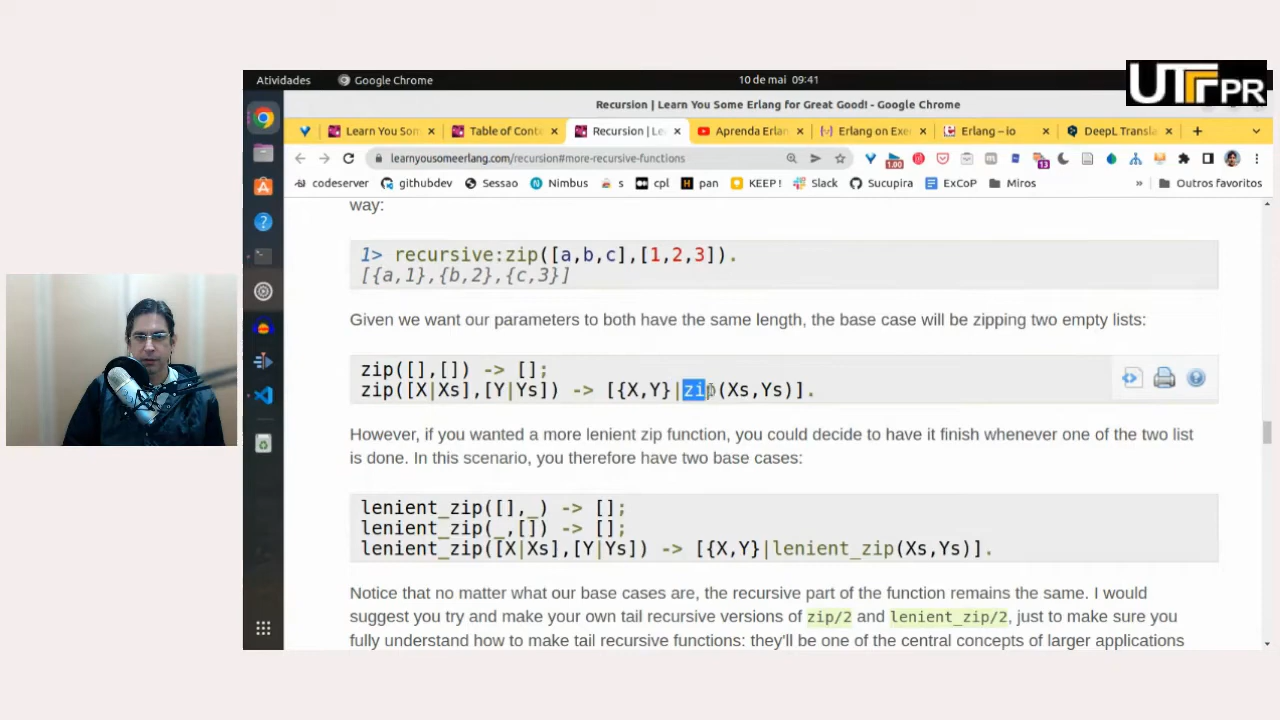 UTFPR
Atividades
Google Chrome
10 de mai 09:41
Recursion | Learn You Some Erlang for Great Good! - Google Chrome
Learn You Som
Table of Conte
Recursion | Le
Aprenda Erlan
Erlang on Exe
Erlang – io
DeepL Transla
learnyousomeerlang.com/recursion#more-recursive-functions
1.00
13
codeserver
githubdev
Sessao
Nimbus
s
cpl
pan
KEEP!
Slack
Sucupira
ExCoP
Miros
»
Outros favoritos
way:
1> recursive:zip([a,b,c],[1,2,3]).
[{a,1},{b,2},{c,3}]
Given we want our parameters to both have the same length, the base case will be zipping two empty lists:
zip([],[]) -> [];
zip([X|Xs],[Y|Ys]) -> [{X,Y}|zip(Xs,Ys)].
However, if you wanted a more lenient zip function, you could decide to have it finish whenever one of the two list
is done. In this scenario, you therefore have two base cases:
lenient_zip([],_) -> [];
lenient_zip(_,[]) -> [];
lenient_zip([X|Xs],[Y|Ys]) -> [{X,Y}|lenient_zip(Xs,Ys)].
Notice that no matter what our base cases are, the recursive part of the function remains the same. I would
suggest you try and make your own tail recursive versions of zip/2 and lenient_zip/2, just to make sure you
fully understand how to make tail recursive functions: they'll be one of the central concepts of larger applications